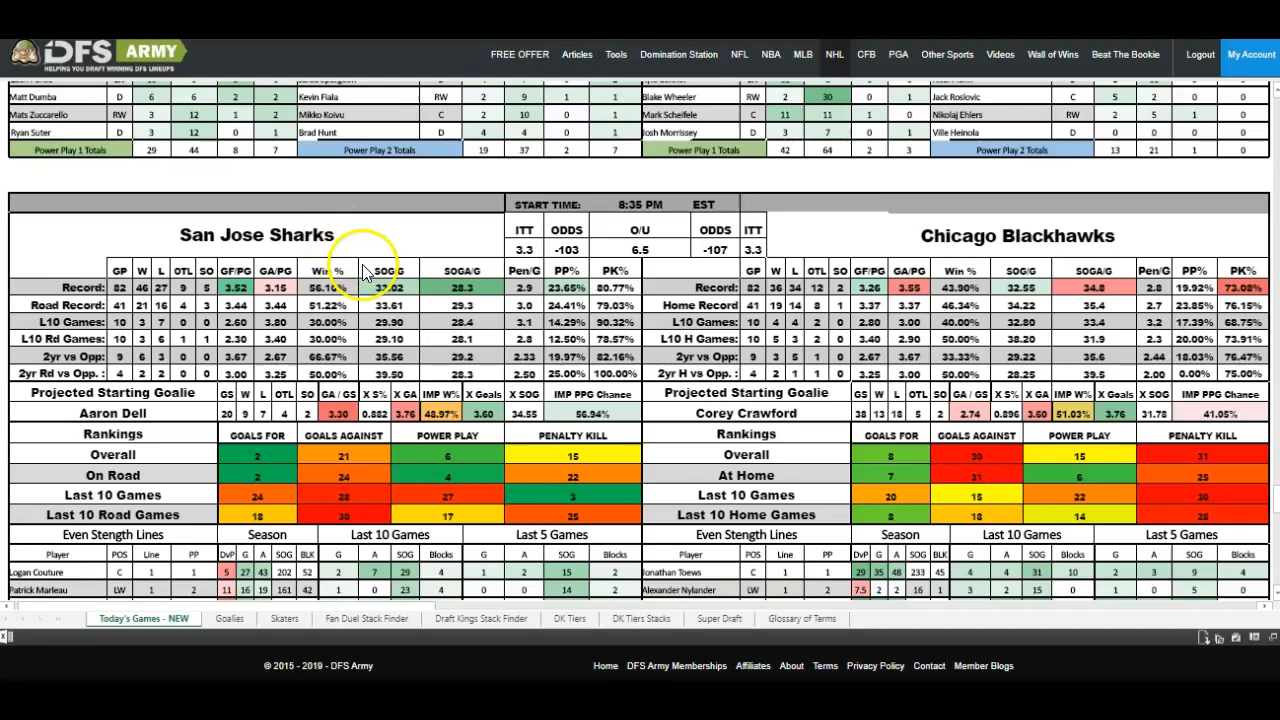 DFS ARMY
HELPING YOU DRAFT WINNING DFS LINEUPS
FREE OFFER Articles Tools Domination Station NFL NBA MLB NHL CFB PGA Other Sports Videos Wall of Wins Beat The Bookie Logout My Account
Matt Dumba D 6 6 2 2 Kevin Fiala RW 2 9 1 1 Blake Wheeler RW 2 30 0 1 Jack Roslovic C 5 2 0 0
Mats Zuccarello RW 3 12 1 2 Mikko Koivu C 2 10 0 1 Mark Scheifele C 11 11 1 0 Nikolaj Ehlers RW 2 5 1 0
Ryan Suter D 3 12 0 1 Brad Hunt D 4 4 0 1 Josh Morrissey D 3 7 0 1 Ville Heinola D 0 0 0 0
Power Play 1 Totals 29 44 8 7 Power Play 2 Totals 19 37 2 7 Power Play 1 Totals 42 64 2 3 Power Play 2 Totals 13 21 1 0
START TIME: 8:35 PM EST
San Jose Sharks ITT ODDS O/U ODDS ITT Chicago Blackhawks
3.3 -103 6.5 -107 3.3
GP W L OTL SO GF/PG GA/PG Win % SOG/G SOGA/G Pen/G PP% PK% GP W L OTL SO GF/PG GA/PG Win % SOG/G SOGA/G Pen/G PP% PK%
Record: 82 46 27 9 5 3.52 3.15 56.10% 33.02 28.3 2.9 23.65% 80.77% Record: 82 36 34 12 2 3.26 3.55 43.90% 32.55 34.8 2.8 19.92% 73.08%
Road Record: 41 21 16 4 3 3.44 3.44 51.22% 33.61 29.3 3.0 24.41% 79.03% Home Record: 41 19 14 8 1 3.37 3.37 46.34% 34.22 35.4 2.7 23.85% 76.15%
L10 Games: 10 3 7 0 0 2.60 3.80 30.00% 29.90 28.4 3.1 14.29% 90.32% L10 Games: 10 4 4 2 0 2.80 3.00 40.00% 32.80 33.4 3.2 17.39% 68.75%
L10 Rd Games: 10 3 6 1 1 2.30 3.40 30.00% 29.10 28.1 2.8 12.50% 78.57% L10 H Games: 10 5 3 2 0 3.40 2.90 50.00% 38.20 31.9 2.3 20.00% 73.91%
2yr vs Opp: 9 6 3 0 0 3.67 2.67 66.67% 35.56 29.2 2.33 19.97% 82.16% 2yr vs Opp: 9 3 5 1 0 2.67 3.67 33.33% 29.22 35.6 2.44 18.03% 76.47%
2yr Rd vs Opp.: 4 2 2 0 0 3.00 3.25 50.00% 39.50 28.3 2.50 25.00% 100.00% 2yr H vs Opp.: 4 2 1 1 0 3.25 3.00 50.00% 28.25 39.5 2.00 0.00% 75.00%
Projected Starting Goalie GS W L OTL SO GA / GS X S% X GA IMP W% X Goals X SOG IMP PPG Chance Projected Starting Goalie GS W L OTL SO GA / GS X S% X GA IMP W% X Goals X SOG IMP PPG Chance
Aaron Dell 20 9 7 4 2 3.30 0.882 3.76 48.97% 3.60 34.55 56.94% Corey Crawford 38 13 18 5 2 2.74 0.896 3.60 51.03% 3.76 31.78 41.05%
Rankings GOALS FOR GOALS AGAINST POWER PLAY PENALTY KILL Rankings GOALS FOR GOALS AGAINST POWER PLAY PENALTY KILL
Overall 2 21 6 15 Overall 8 30 15 31
On Road 2 24 4 22 At Home 7 21 6 25
Last 10 Games 24 28 27 3 Last 10 Games 20 15 22 30
Last 10 Road Games 18 30 17 25 Last 10 Home Games 8 18 14 28
Even Stength Lines Season Last 10 Games Last 5 Games Even Stength Lines Season Last 10 Games Last 5 Games
Player POS Line PP DvP G A SOG BLK G A SOG Blocks G A SOG Blocks Player POS Line PP DvP G A SOG BLK G A SOG Blocks G A SOG Blocks
Logan Couture C 1 1 5 27 43 202 52 2 7 29 4 1 2 15 2 Jonathan Toews C 1 1 29 35 48 233 45 4 4 31 10 2 3 9 4
Patrick Marleau LW 1 2 11 16 19 161 42 1 0 23 4 0 0 14 2 Alexander Nylander LW 1 2 7.5 2 2 16 1 4 4 15 0 1 0 5 0
Today's Games - NEW Goalies Skaters Fan Duel Stack Finder Draft Kings Stack Finder DK Tiers DK Tiers Stacks Super Draft Glossary of Terms
© 2015 - 2019 - DFS Army Home DFS Army Memberships Affiliates About Terms Privacy Policy Contact Member Blogs